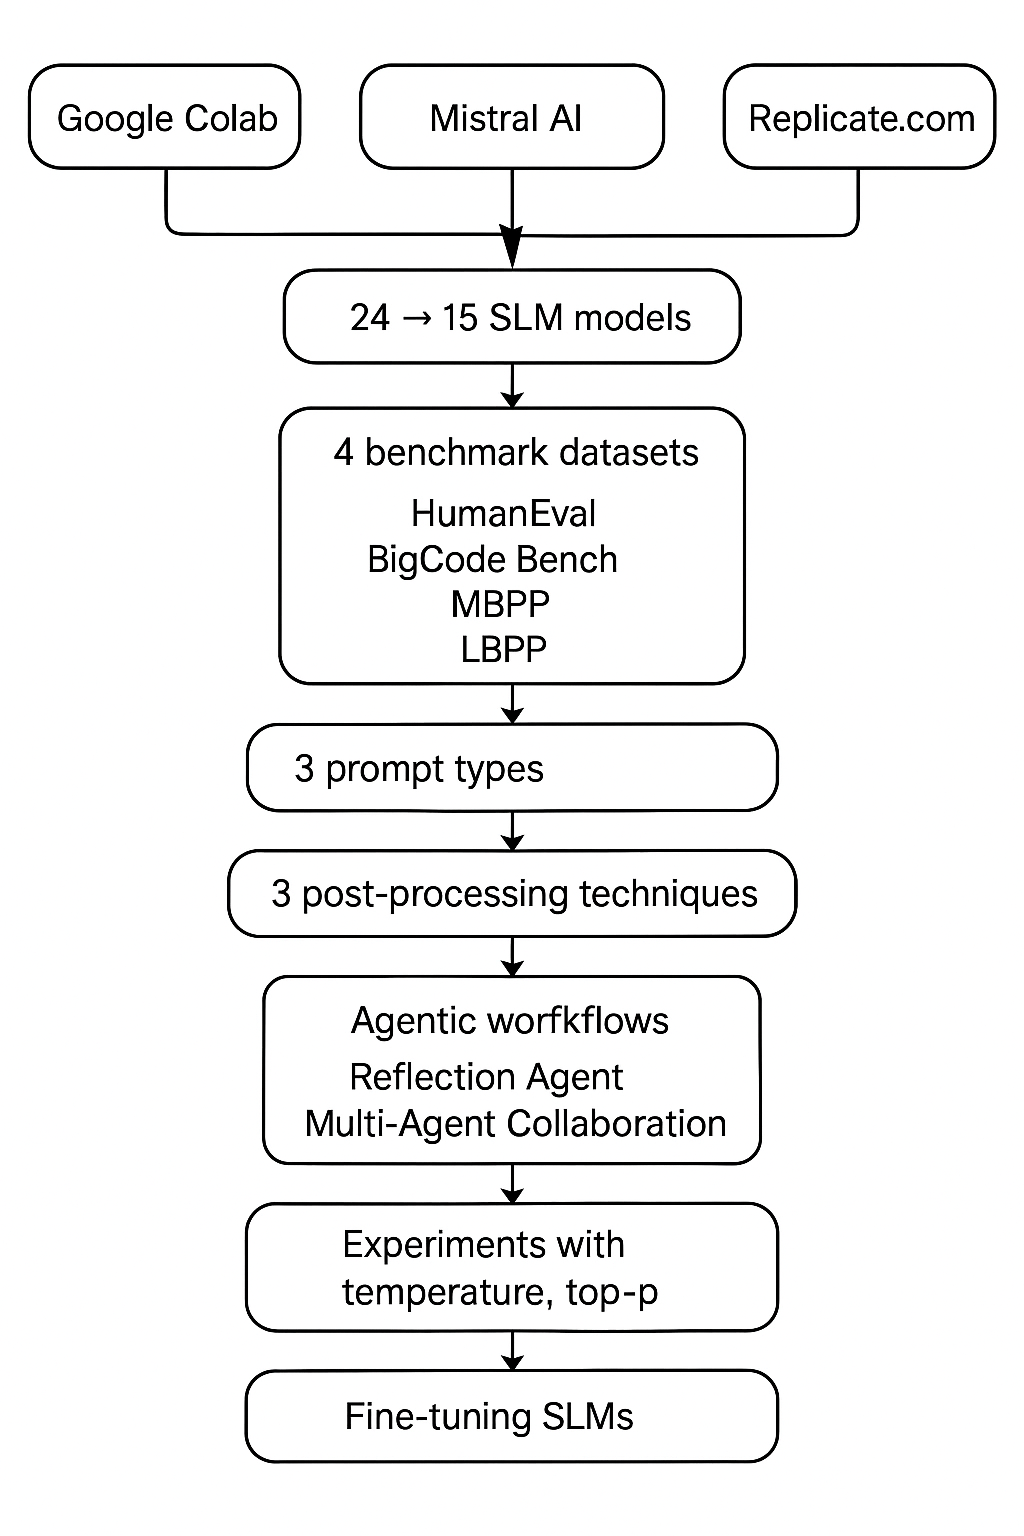 Google Colab
Mistral AI
Replicate.com
24 → 15 SLM models
4 benchmark datasets
HumanEval
BigCode Bench
MBPP
LBPP
3 prompt types
3 post-processing techniques
Agentic worfkflows
Reflection Agent
Multi-Agent Collaboration
Experiments with
temperature, top-p
Fine-tuning SLMs